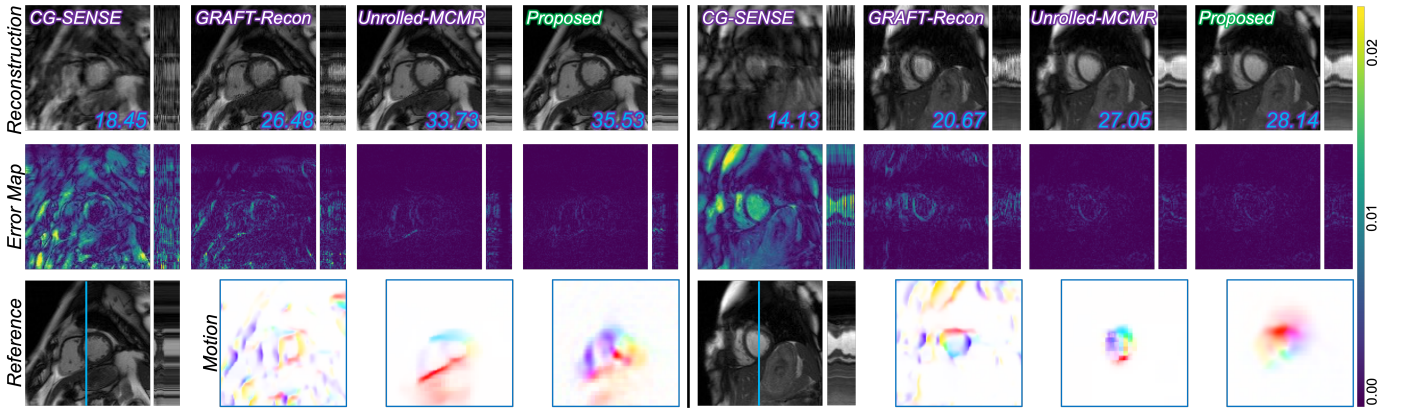 Reconstruction
CG-SENSE
GRAFT-Recon
Unrolled-MCMR
Proposed
18.45
26.48
33.73
35.53
CG-SENSE
GRAFT-Recon
Unrolled-MCMR
Proposed
14.13
20.67
27.05
28.14
Error Map
Reference
Motion
0.02
0.01
0.00